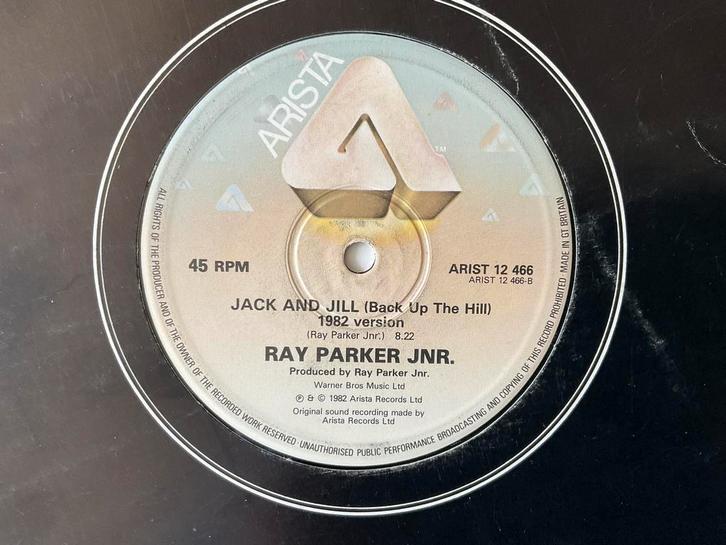 ARISTA
TM
45 RPM
ARIST 12 466
ARIST 12 466-B
JACK AND JILL (Back Up The Hill)
1982 version
(Ray Parker Jnr.) 8.22
RAY PARKER JNR.
Produced by Ray Parker Jnr.
Warner Bros Music Ltd
℗ & © 1982 Arista Records Ltd
Original sound recording made by
Arista Records Ltd
ALL RIGHTS OF THE PRODUCER AND OF THE OWNER OF THE RECORDED WORK RESERVED · UNAUTHORISED PUBLIC PERFORMANCE BROADCASTING AND COPYING OF THIS RECORD PROHIBITED · MADE IN GT BRITAIN